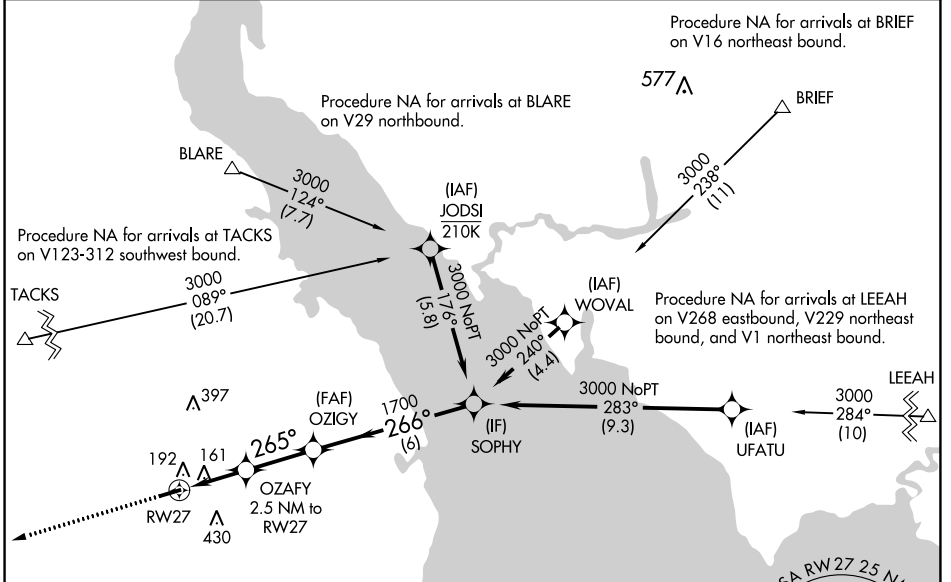 Procedure NA for arrivals at BRIEF
on V16 northeast bound.
577
BRIEF
3000
238°
(11)
Procedure NA for arrivals at BLARE
on V29 northbound.
BLARE
3000
124°
(7.7)
(IAF)
JODSI
210K
Procedure NA for arrivals at TACKS
on V123-312 southwest bound.
3000
089°
(20.7)
TACKS
3000 NoPT
176°
(5.8)
(IAF)
WOVAL
3000 NoPT
240°
(4.4)
Procedure NA for arrivals at LEEAH
on V268 eastbound, V229 northeast
bound, and V1 northeast bound.
LEEAH
3000
284°
(10)
3000 NoPT
283°
(9.3)
(IAF)
UFATU
(IF)
SOPHY
1700
266°
(6)
397
(FAF)
OZIGY
265°
192
161
OZAFY
2.5 NM to
RW27
RW27
430
SA RW27 25 N